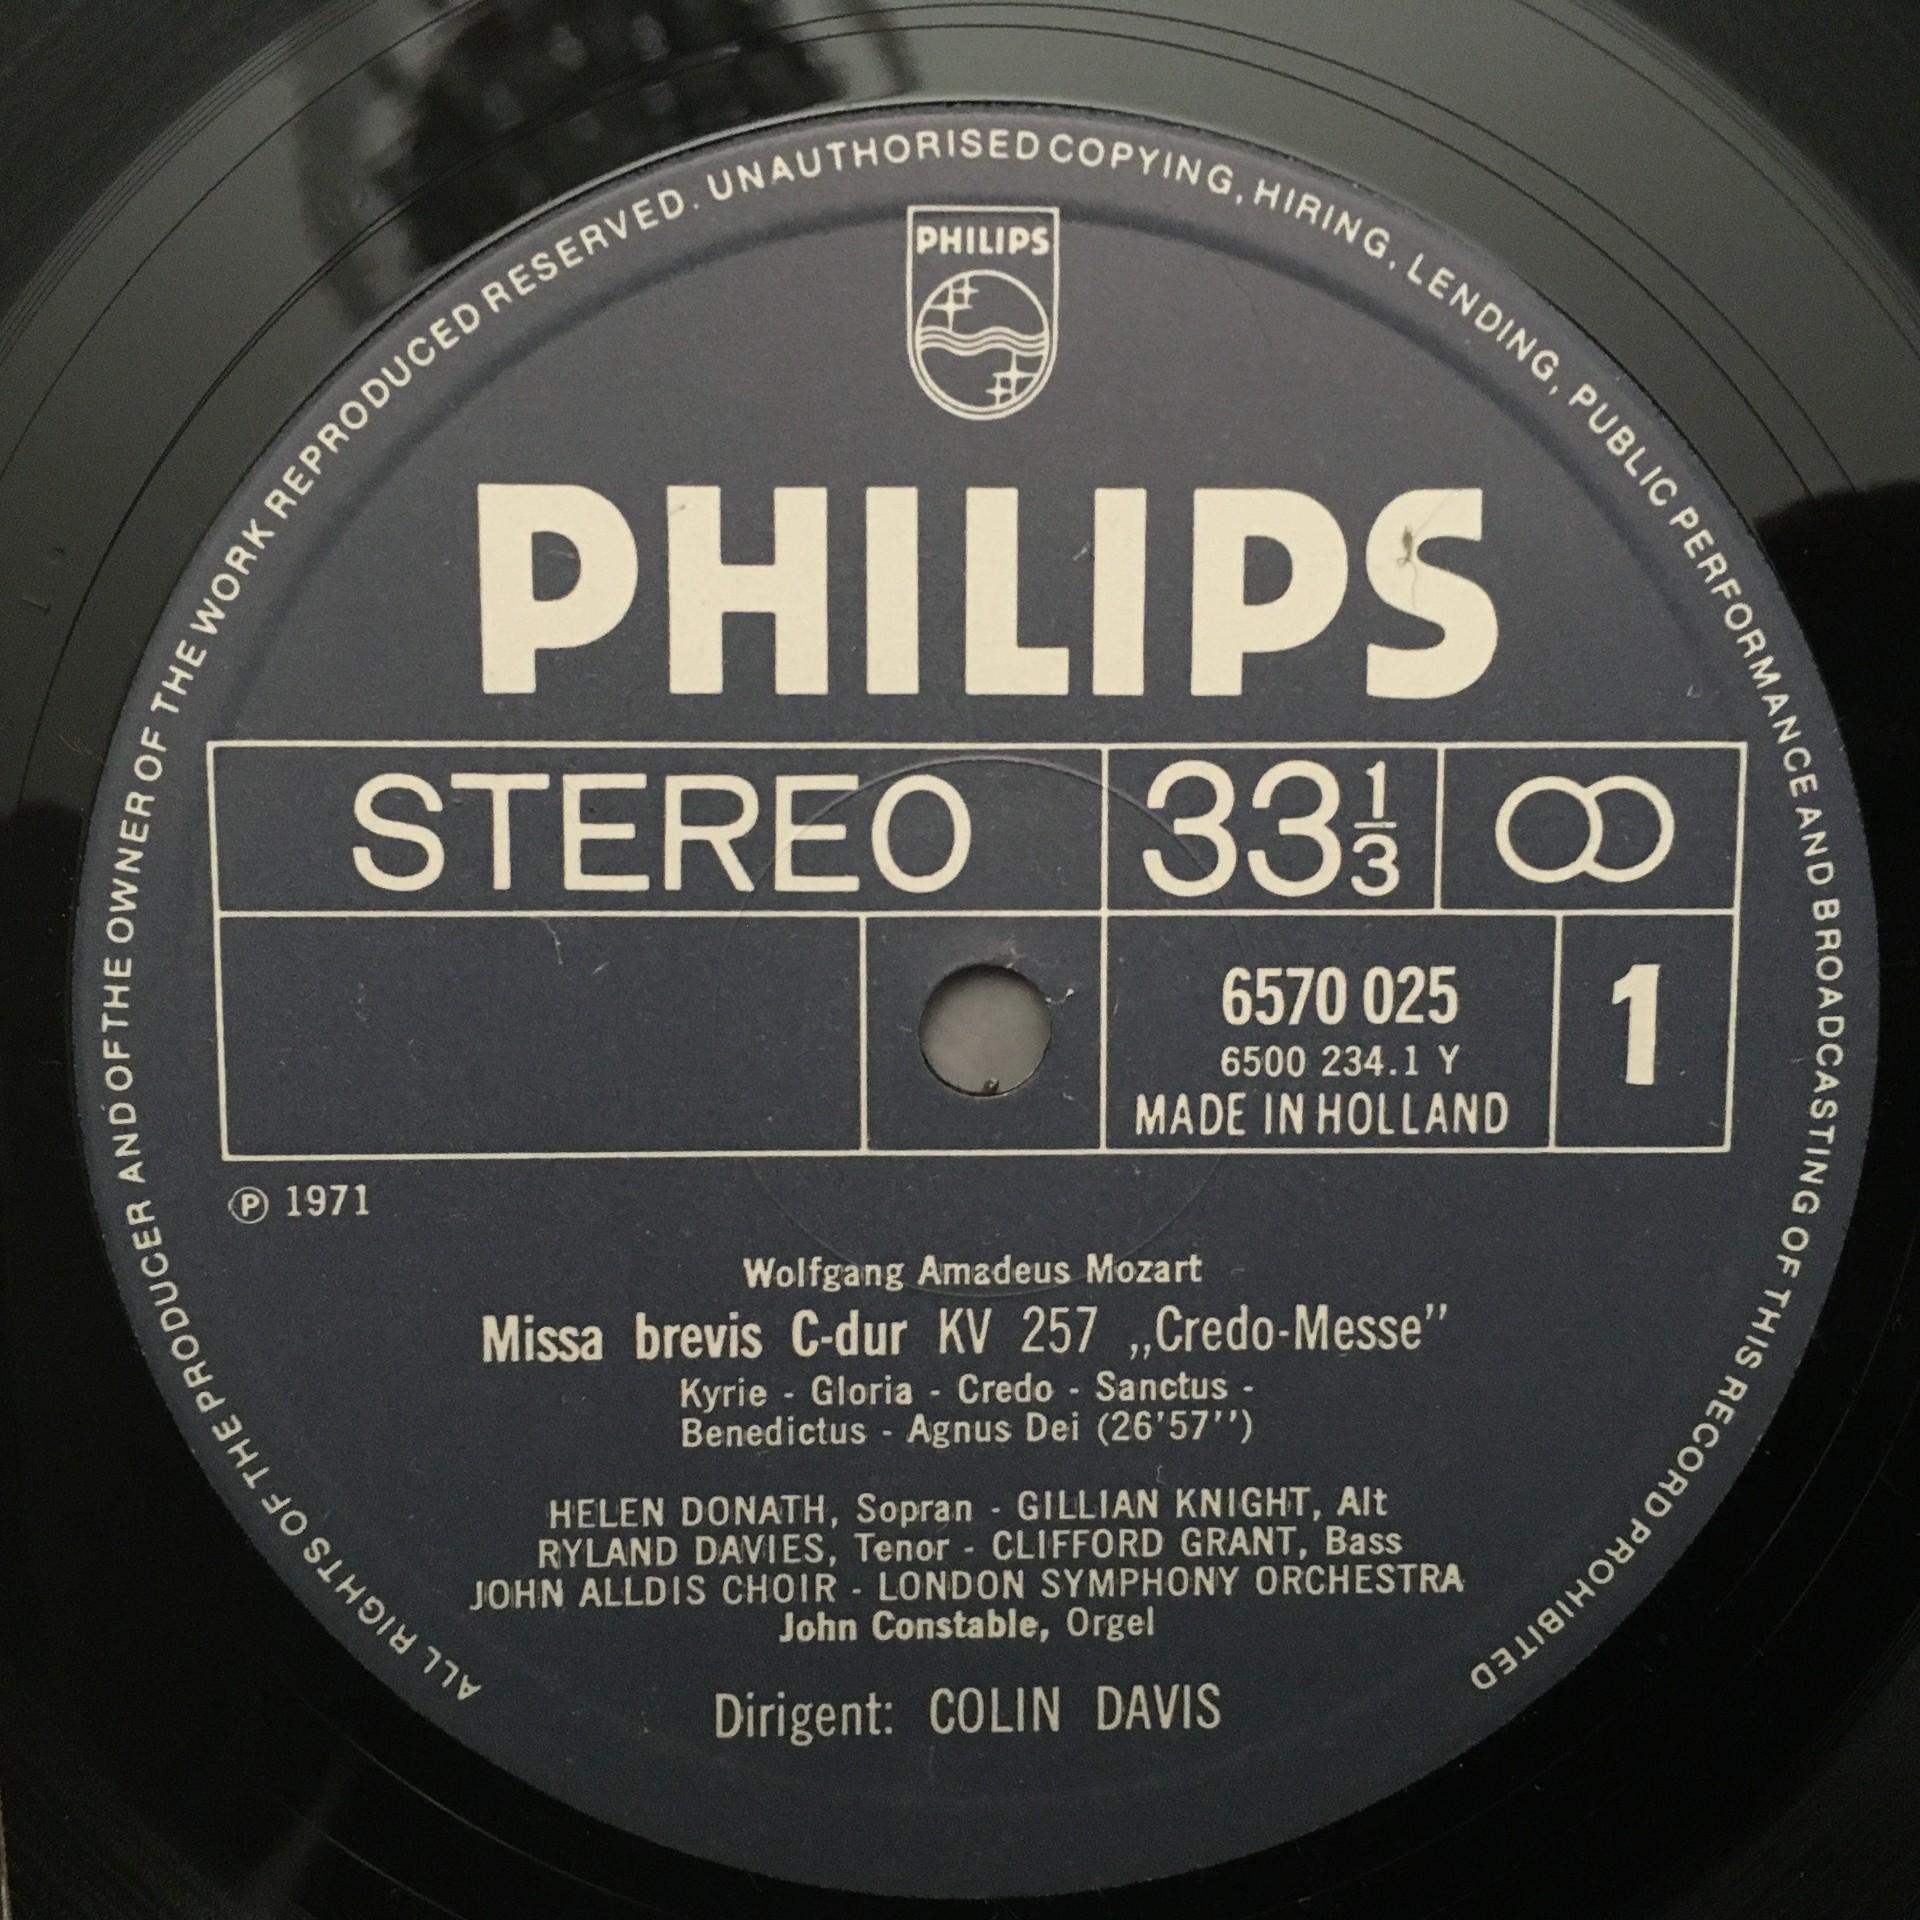 ALL RIGHTS OF THE PRODUCER AND OF THE OWNER OF THE WORK REPRODUCED RESERVED. UNAUTHORISED COPYING, HIRING, LENDING, PUBLIC PERFORMANCE AND BROADCASTING OF THIS RECORD PROHIBITED
PHILIPS
PHILIPS
STEREO 33 1/3
6570 025 1
6500 234.1 Y
MADE IN HOLLAND
Ⓟ 1971
Wolfgang Amadeus Mozart
Missa brevis C-dur KV 257 „Credo-Messe”
Kyrie - Gloria - Credo - Sanctus -
Benedictus - Agnus Dei (26'57'')
HELEN DONATH, Sopran - GILLIAN KNIGHT, Alt
RYLAND DAVIES, Tenor - CLIFFORD GRANT, Bass
JOHN ALLDIS CHOIR - LONDON SYMPHONY ORCHESTRA
John Constable, Orgel
Dirigent: COLIN DAVIS